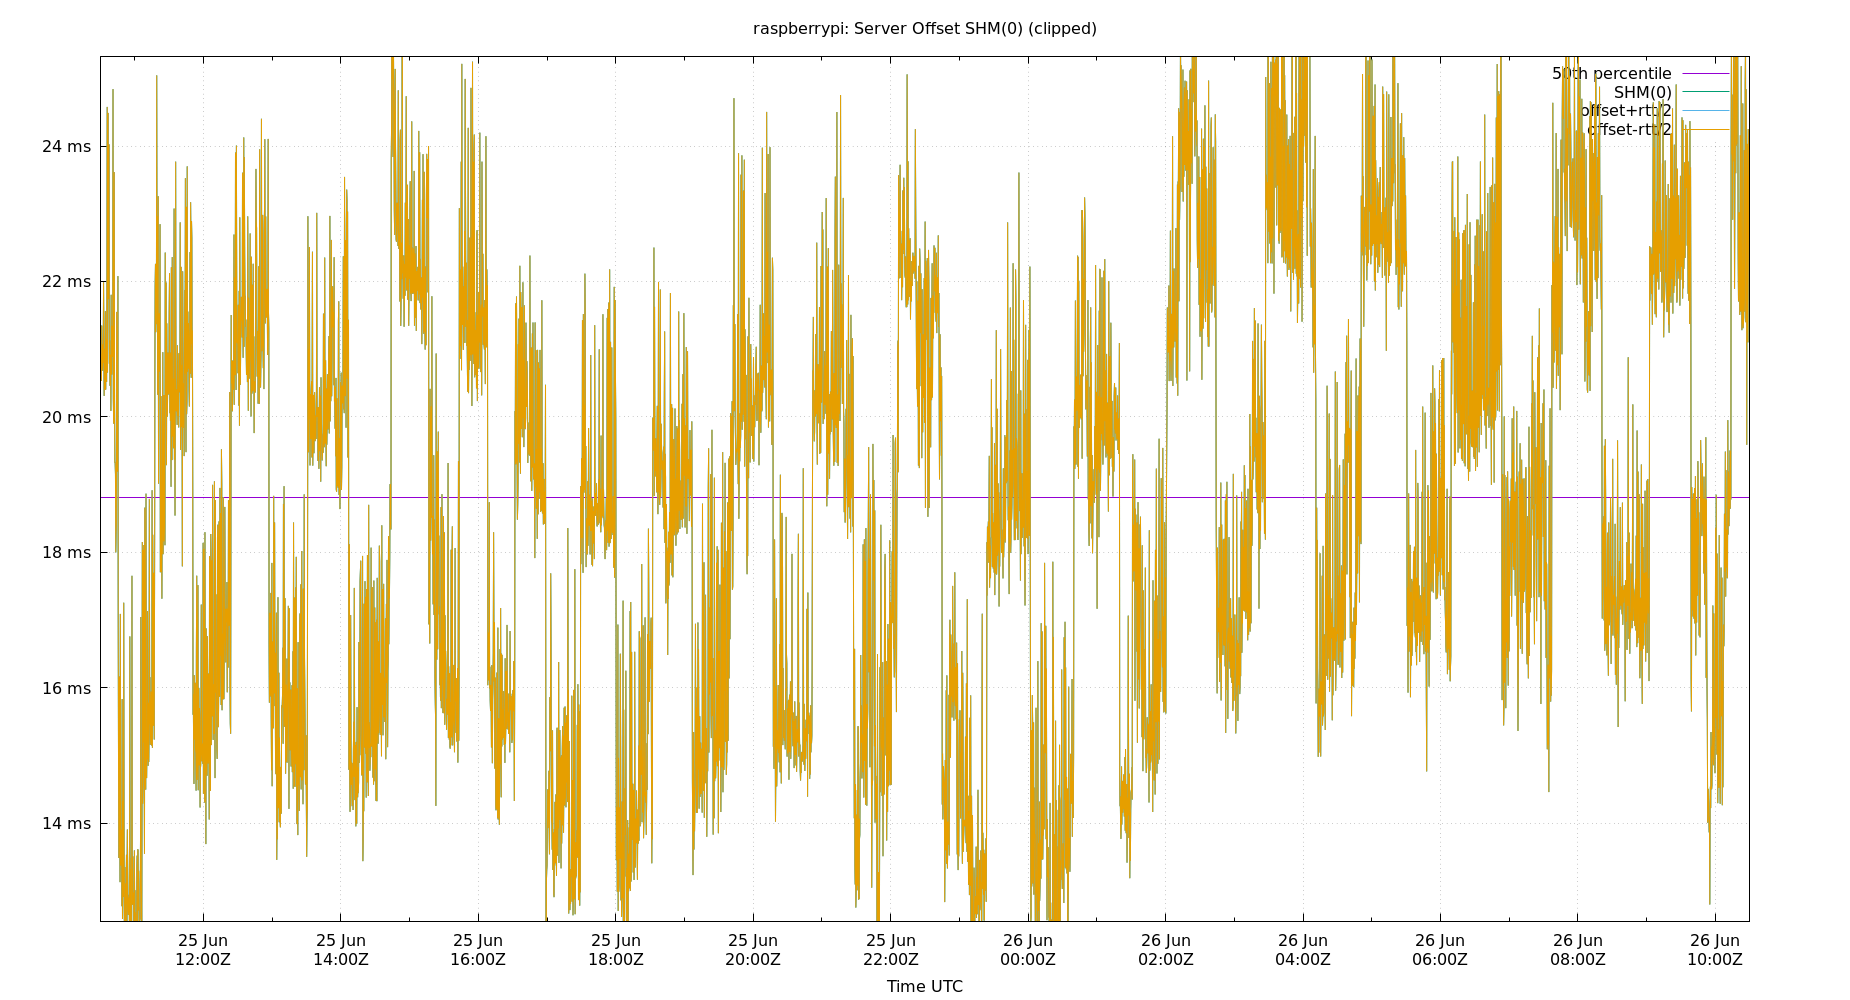 raspberrypi: Server Offset SHM(0) (clipped)
50th percentile
SHM(0)
offset+rtt/2
offset-rtt/2
24 ms
22 ms
20 ms
18 ms
16 ms
14 ms
25 Jun 25 Jun 25 Jun 25 Jun 25 Jun 25 Jun 26 Jun 26 Jun 26 Jun 26 Jun 26 Jun 26 Jun
12:00Z 14:00Z 16:00Z 18:00Z 20:00Z 22:00Z 00:00Z 02:00Z 04:00Z 06:00Z 08:00Z 10:00Z
Time UTC